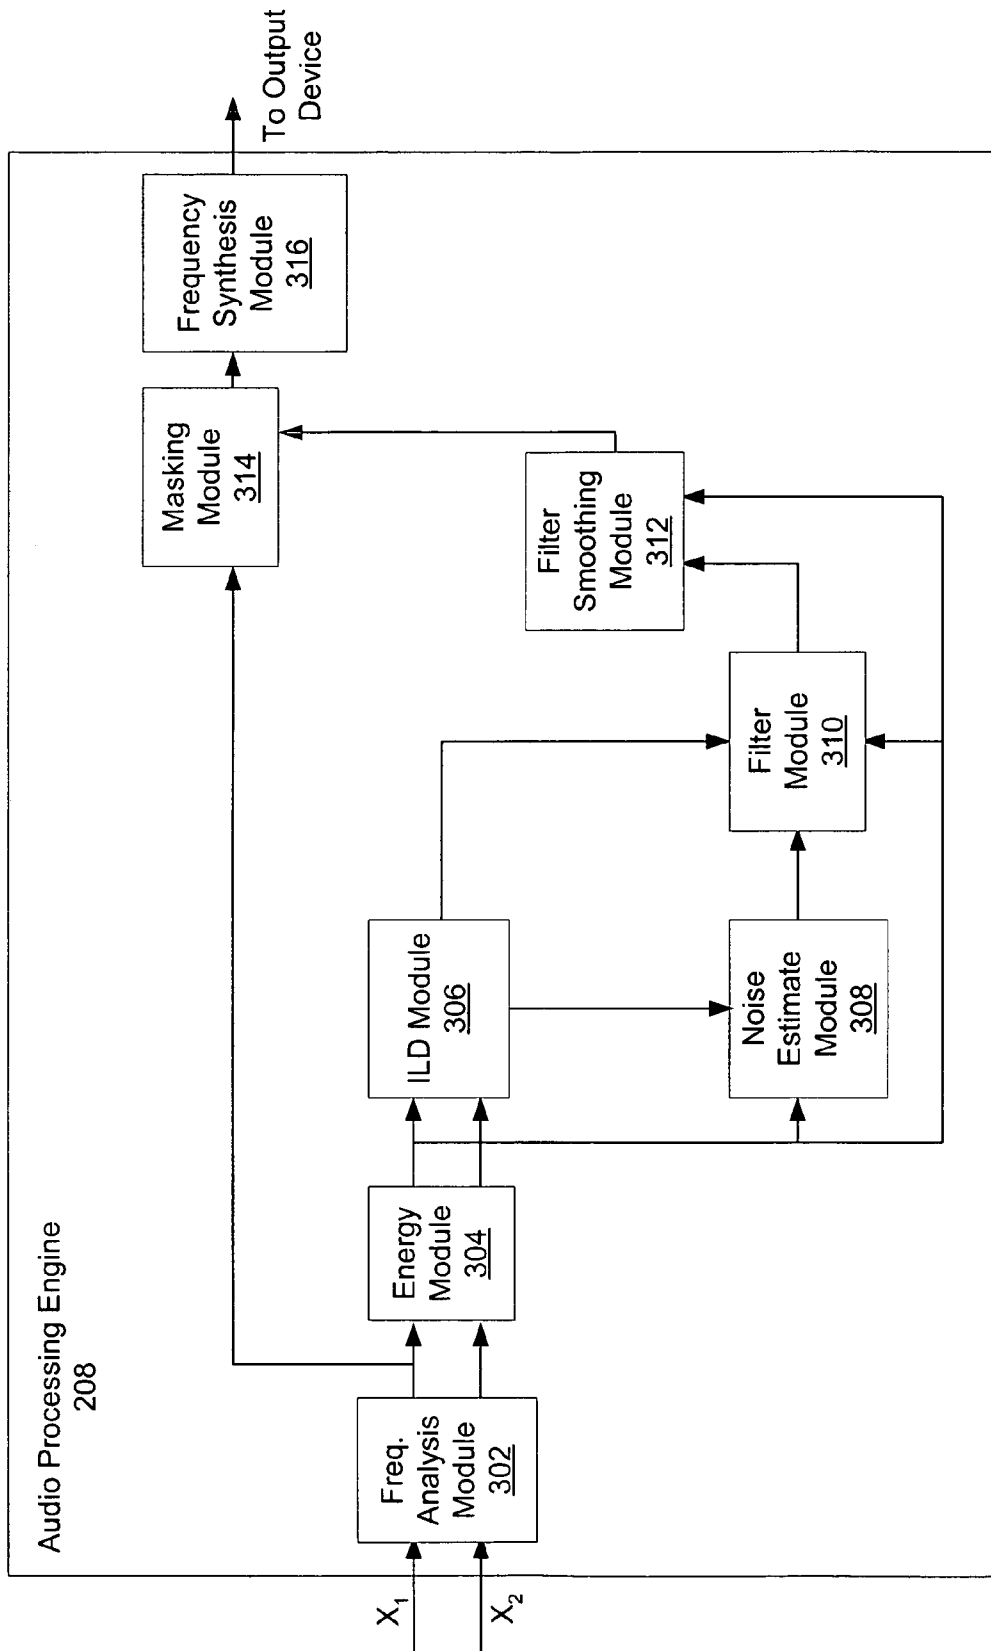 Audio Processing Engine
208
X1
X2
Freq.
Analysis
Module
302
Energy
Module
304
ILD Module
306
Noise
Estimate
Module
308
Filter
Module
310
Filter
Smoothing
Module
312
Masking
Module
314
Frequency
Synthesis
Module
316
To Output
Device